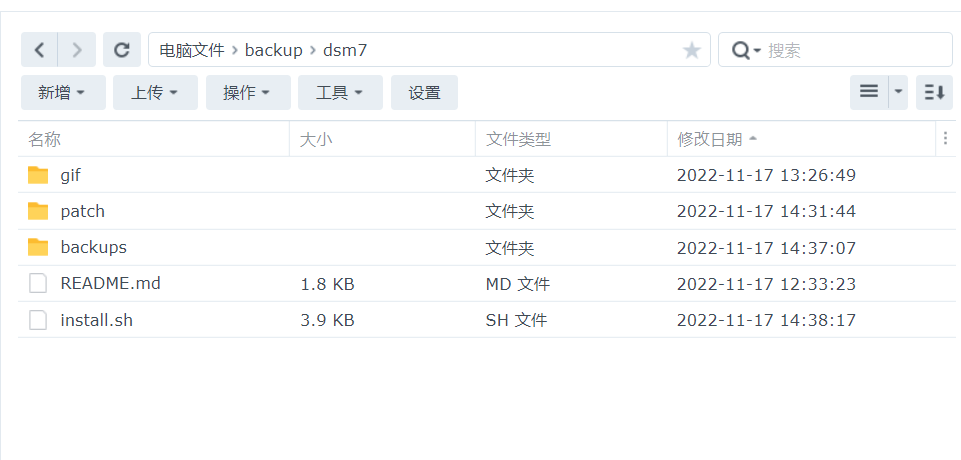 电脑文件 > backup > dsm7 搜索
新增 上传 操作 工具 设置
名称 大小 文件类型 修改日期
gif 文件夹 2022-11-17 13:26:49
patch 文件夹 2022-11-17 14:31:44
backups 文件夹 2022-11-17 14:37:07
README.md 1.8 KB MD 文件 2022-11-17 12:33:23
install.sh 3.9 KB SH 文件 2022-11-17 14:38:17